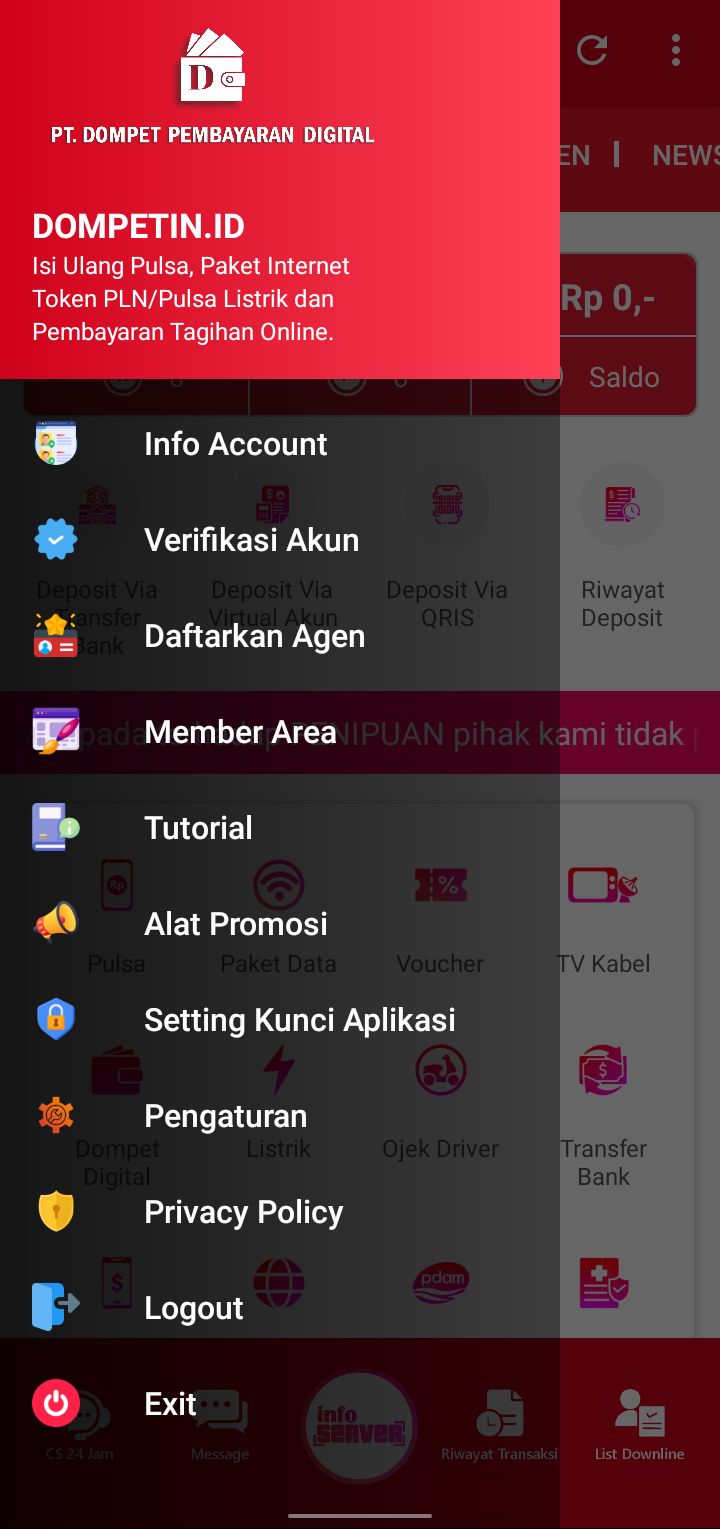 D
PT. DOMPET PEMBAYARAN DIGITAL
EN | NEWS
DOMPETIN.ID
Isi Ulang Pulsa, Paket Internet
Token PLN/Pulsa Listrik dan
Pembayaran Tagihan Online.
Rp 0,-
0
0
Saldo
Info Account
Verifikasi Akun
Deposit Via
Transfer
Bank
Deposit Via
Virtual Akun
Deposit Via
QRIS
Riwayat
Deposit
Daftarkan Agen
Member Area
PENIPUAN pihak kami tidak
Tutorial
Rp
%
Alat Promosi
Pulsa
Paket Data
Voucher
TV Kabel
Setting Kunci Aplikasi
$
Pengaturan
Dompet
Digital
Listrik
Ojek Driver
Transfer
Bank
Privacy Policy
$
pdam
Logout
Exit
info
SERVER
CS 24 Jam
Message
Riwayat Transaksi
List Downline